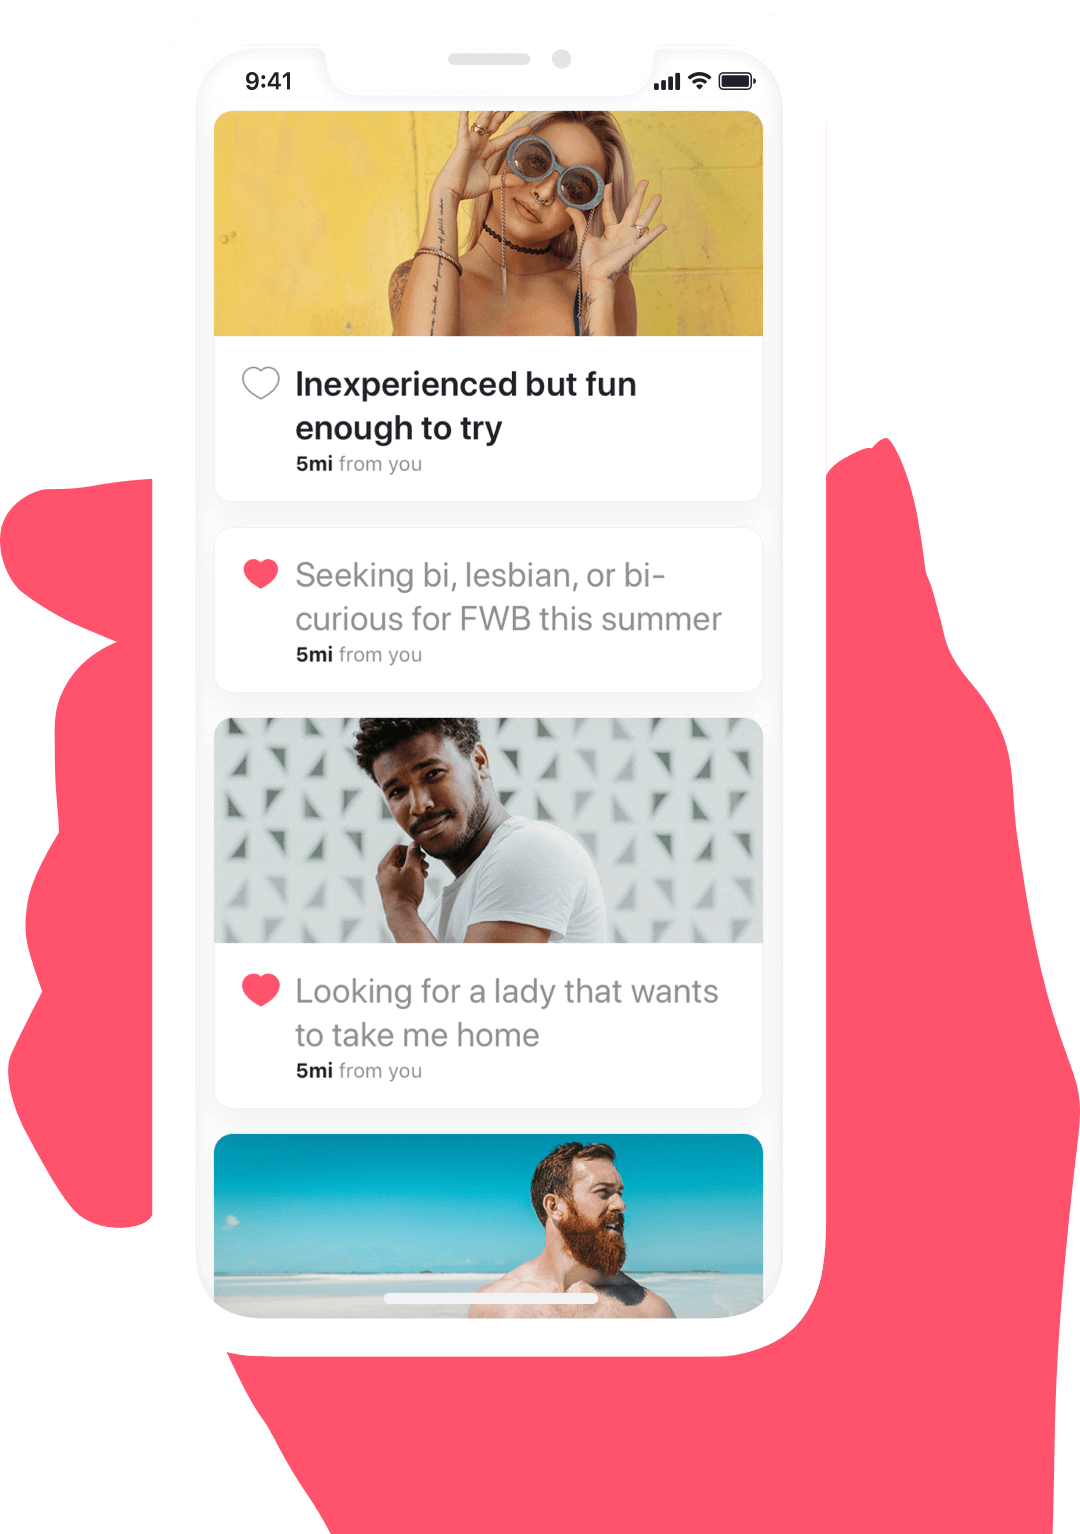 9:41
Inexperienced but fun
enough to try
5mi from you
Seeking bi, lesbian, or bi-
curious for FWB this summer
5mi from you
Looking for a lady that wants
to take me home
5mi from you